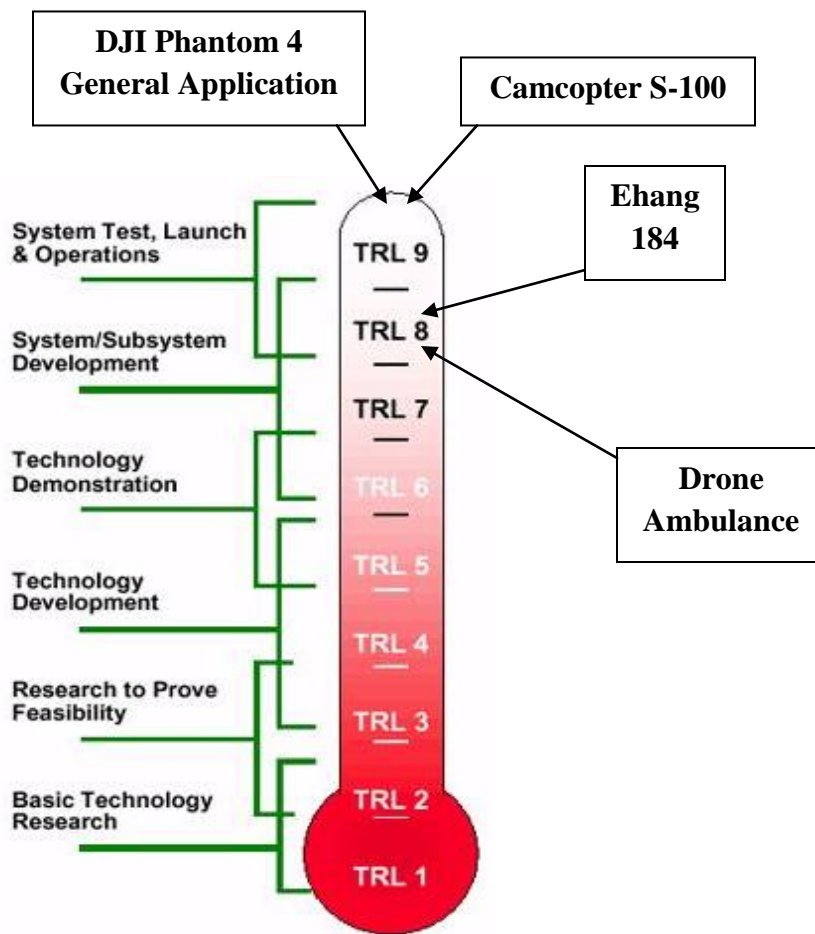 DJI Phantom 4
General Application
Camcopter S-100
Ehang
184
System Test, Launch
& Operations
TRL 9
System/Subsystem
Development
TRL 8
TRL 7
Technology
Demonstration
TRL 6
Drone
Ambulance
Technology
Development
TRL 5
TRL 4
Research to Prove
Feasibility
TRL 3
Basic Technology
Research
TRL 2
TRL 1